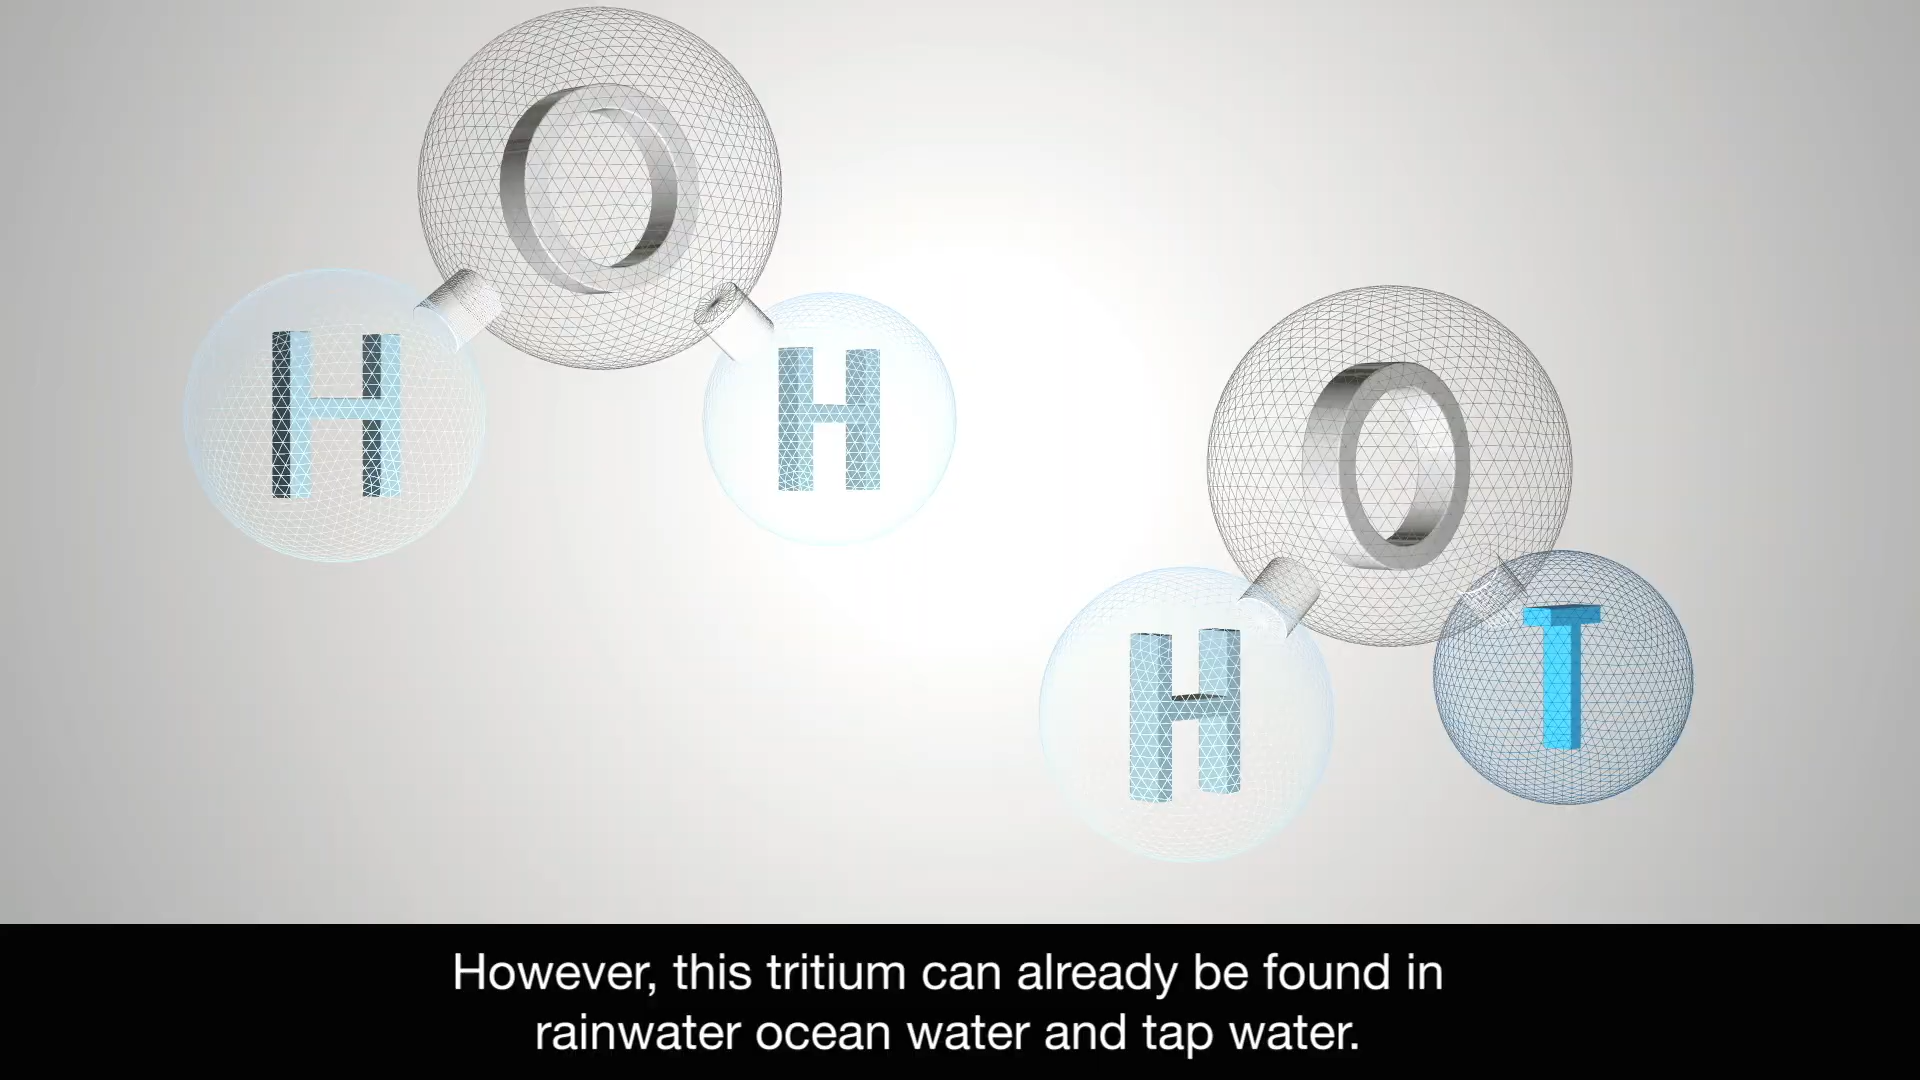 O
H H
O
H T
However, this tritium can already be found in
rainwater ocean water and tap water.